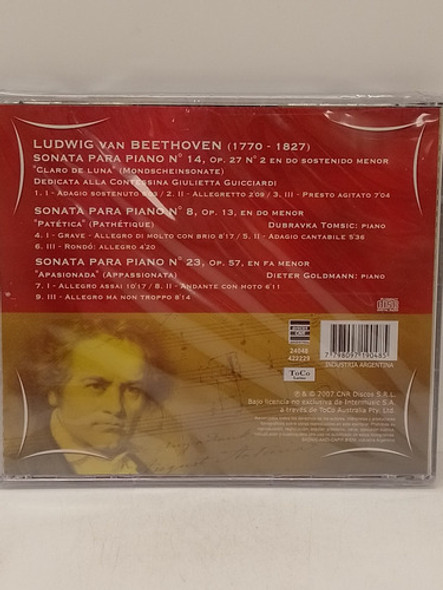 LUDWIG VAN BEETHOVEN (1770 - 1827)
SONATA PARA PIANO N° 14, OP. 27 N° 2 EN DO SOSTENIDO MENOR
"CLARO DE LUNA" (MONDSCHEINSONATE)
DEDICATA ALLA CONTESSINA GIULIETTA GUICCIARDI
1. I - ADAGIO SOSTENUTO / 2. II - ALLEGRETTO 2'09 / 3. III - PRESTO AGITATO 7'04
SONATA PARA PIANO N° 8, OP. 13, EN DO MENOR
"PATÉTICA" (PATHÉTIQUE) DUBRAVKA TOMSIC: PIANO
4. I - GRAVE - ALLEGRO DI MOLTO CON BRIO 8'17 / 5. II - ADAGIO CANTABILE 5'36
6. III - RONDÓ: ALLEGRO 4'20
SONATA PARA PIANO N° 23, OP. 57, EN FA MENOR
"APASIONADA" (APPASSIONATA) DIETER GOLDMANN: PIANO
7. I - ALLEGRO ASSAI 10'17 / 8. II - ANDANTE CON MOTO 6'11
9. III - ALLEGRO MA NON TROPPO 8'14
24048
422229
7 798097 190485
INDUSTRIA ARGENTINA
ToCo
℗ & © 2007 CNR Discos S.R.L.
Bajo licencia no exclusiva de Intermusic S.A.
a través de ToCo Australia Pty. Ltd.